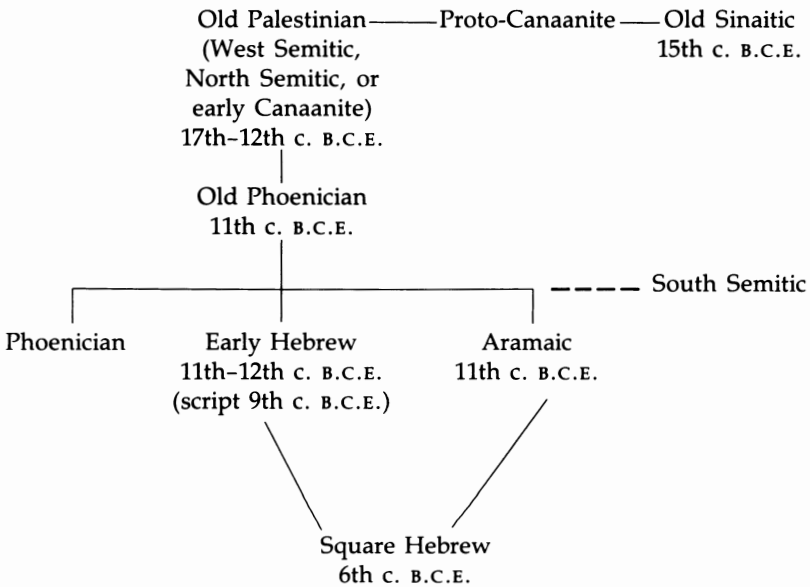 Old Palestinian—Proto-Canaanite—Old Sinaitic
(West Semitic, 15th c. B.C.E.
North Semitic, or
early Canaanite)
17th–12th c. B.C.E.
Old Phoenician
11th c. B.C.E.
South Semitic
Phoenician Early Hebrew Aramaic
11th–12th c. B.C.E. 11th c. B.C.E.
(script 9th c. B.C.E.)
Square Hebrew
6th c. B.C.E.